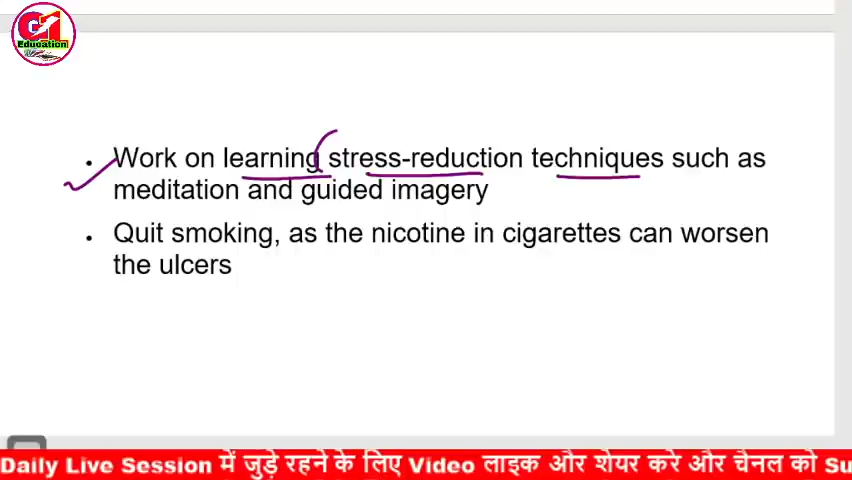 Education
Work on learning stress-reduction techniques such as
meditation and guided imagery
Quit smoking, as the nicotine in cigarettes can worsen
the ulcers
Daily Live Session में जुड़े रहने के लिए Video लाइक और शेयर करे और चैनल को Su